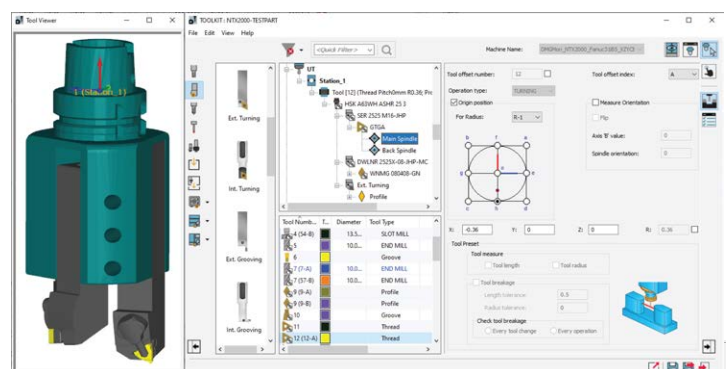 Tool Viewer
1 (Station_1)
TOOLKIT : NTX2000-TESTPART
File Edit View Help
<Quick Filter>
Machine Name:
Ext. Turning
Int. Turning
Ext. Grooving
Int. Grooving
UT
Station_1
Tool [12] (Thread Pitch0mm R0.36; Pro
HSK A63WH ASHR 25 3
SER 2525 M16-JHP
GTGA
Main Spindle
Back Spindle
DWLNR 2525X-08-JHP-MC
WNMG 080408-GN
Ext. Turning
Profile
Tool Numb... T... Diameter Tool Type
4 (54-B) 13.5... SLOT MILL
5 10.0... END MILL
6 Groove
7 (7-A) 10.0... END MILL
7 (57-B) 10.0... END MILL
9 (9-A) Profile
9 (9-B) Profile
10 Groove
11 Thread
12 (12-A) Thread
Tool offset number: 12
Tool offset index: A
Operation type: TURNING
Origin position
For Radius: R-1
Measure Orientation
Flip
Axis 'B' value: 0
Spindle orientation: 0
X: -0.36 Y: 0 Z: 0 R: 0.36
Tool Preset
Tool measure
Tool length Tool radius
Tool breakage
Length tolerance: 0.5
Radius tolerance: 0
Check tool breakage
Every tool change Every operation